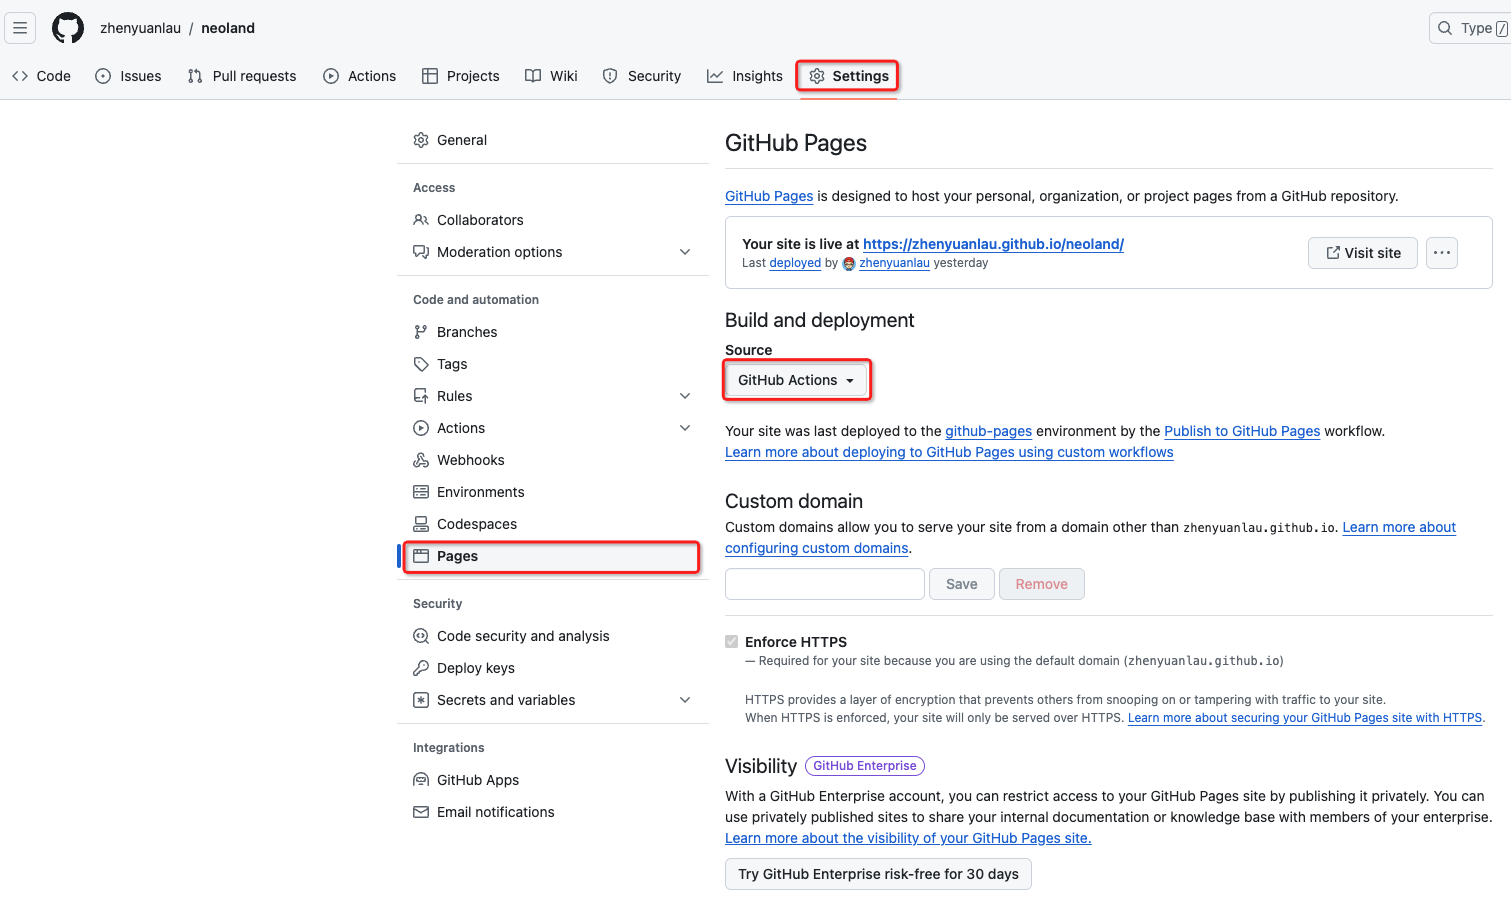 zhenyuanlau / neoland
Type /
Code Issues Pull requests Actions Projects Wiki Security Insights Settings
General
Access
Collaborators
Moderation options
Code and automation
Branches
Tags
Rules
Actions
Webhooks
Environments
Codespaces
Pages
Security
Code security and analysis
Deploy keys
Secrets and variables
Integrations
GitHub Apps
Email notifications
GitHub Pages
GitHub Pages is designed to host your personal, organization, or project pages from a GitHub repository.
Your site is live at https://zhenyuanlau.github.io/neoland/
Last deployed by zhenyuanlau yesterday
Visit site
Build and deployment
Source
GitHub Actions
Your site was last deployed to the github-pages environment by the Publish to GitHub Pages workflow.
Learn more about deploying to GitHub Pages using custom workflows
Custom domain
Custom domains allow you to serve your site from a domain other than zhenyuanlau.github.io. Learn more about
configuring custom domains.
Save Remove
Enforce HTTPS
— Required for your site because you are using the default domain (zhenyuanlau.github.io)
HTTPS provides a layer of encryption that prevents others from snooping on or tampering with traffic to your site.
When HTTPS is enforced, your site will only be served over HTTPS. Learn more about securing your GitHub Pages site with HTTPS.
Visibility GitHub Enterprise
With a GitHub Enterprise account, you can restrict access to your GitHub Pages site by publishing it privately. You can
use privately published sites to share your internal documentation or knowledge base with members of your enterprise.
Learn more about the visibility of your GitHub Pages site.
Try GitHub Enterprise risk-free for 30 days